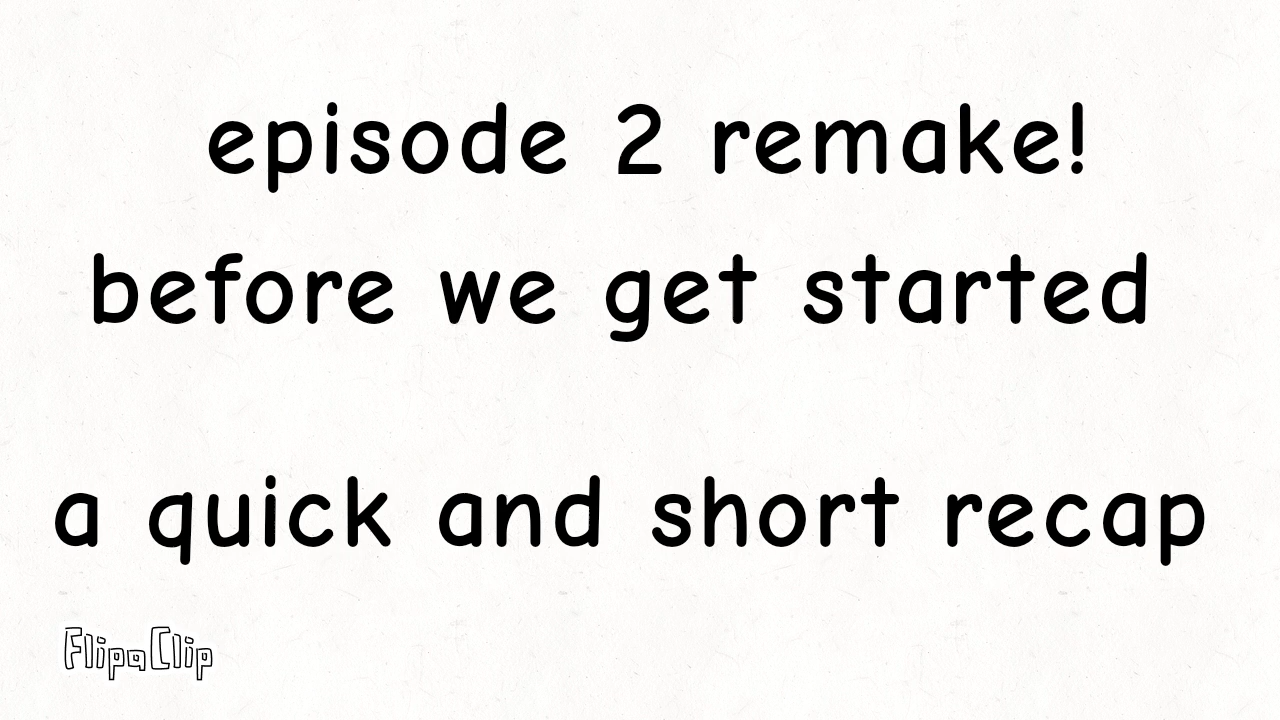 episode 2 remake!
before we get started
a quick and short recap
FlipaClip